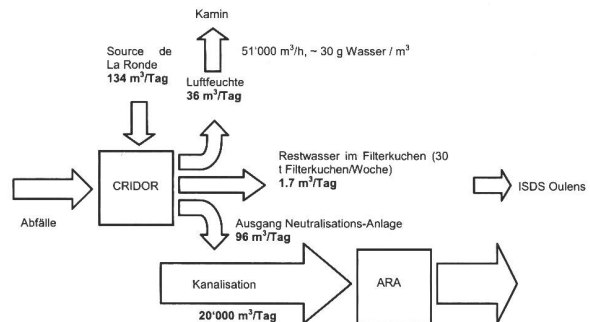 Kamin
Source de
La Ronde
134 m³/Tag
51'000 m³/h, ~ 30 g Wasser / m³
Luftfeuchte
36 m³/Tag
Restwasser im Filterkuchen (30
t Filterkuchen/Woche)
1.7 m³/Tag
CRIDOR
ISDS Oulens
Abfälle
Ausgang Neutralisations-Anlage
96 m³/Tag
Kanalisation
ARA
20'000 m³/Tag